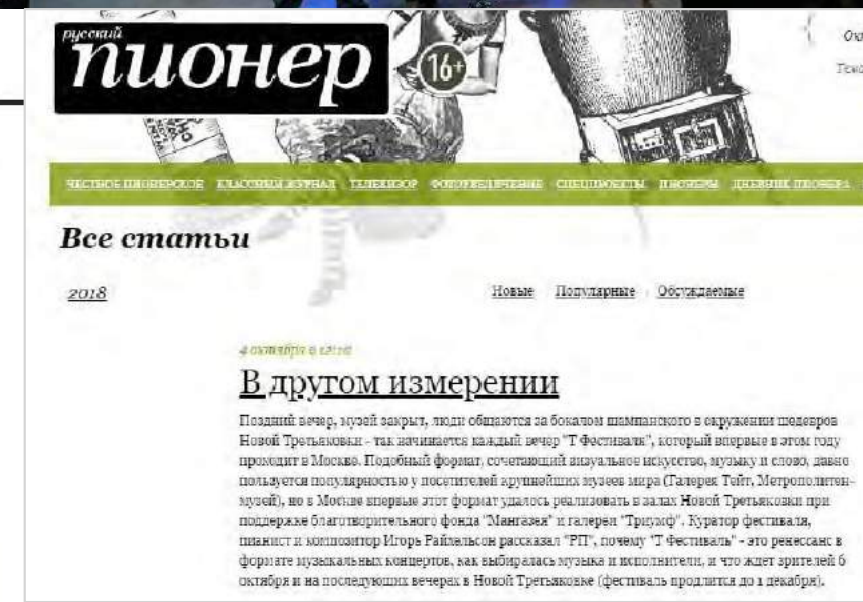 русский
пионер
16+
ЧЕСТНОЕ ПИОНЕРСКОЕ КЛАССНЫЙ ЖУРНАЛ ТЕЛЕВИЗОР ФОТОУВЕЛИЧЕНИЕ СПЕЦПРОЕКТЫ ПИОНЕРЫ ДНЕВНИК ПИОНЕРА
Все статьи
2018
Новые Популярные Обсуждаемые
4 октября в
В другом измерении
Поздний вечер, музей закрыт, люди общаются за бокалом шампанского в окружении шедевров
Новой Третьяковки - так начинается каждый вечер "Т Фестиваля", который впервые в этом году
проходит в Москве. Подобный формат, сочетающий визуальное искусство, музыку и слово, давно
пользуется популярностью у посетителей крупнейших музеев мира (Галерея Тейт, Метрополитен-
музей), но в Москве впервые этот формат удалось реализовать в залах Новой Третьяковки при
поддержке благотворительного фонда "Мангазея" и галереи "Триумф". Куратор фестиваля,
пианист и композитор Игорь Райхельсон рассказал "РП", почему "Т Фестиваль" - это ренессанс в
формате музыкальных концертов, как выбиралась музыка и исполнители, и что ждет зрителей 6
октября и на последующих вечерах в Новой Третьяковке (фестиваль продлится до 1 декабря).